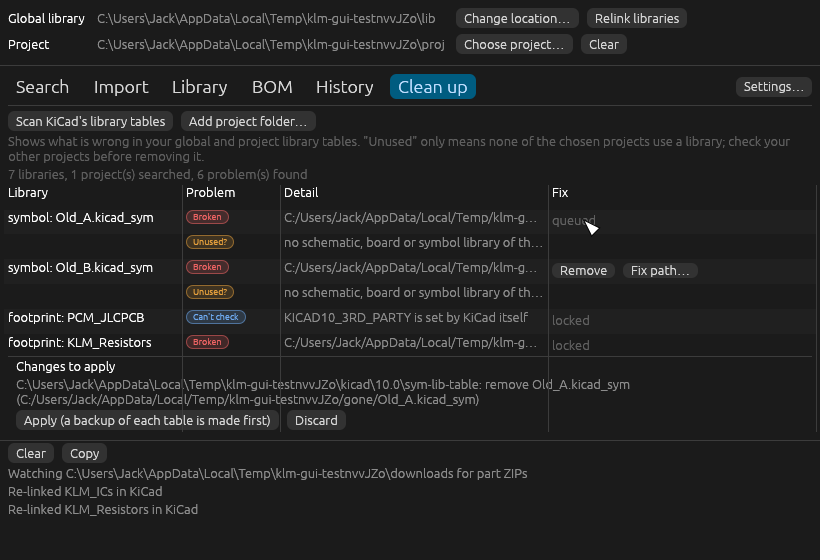 Global library C:\Users\Jack\AppData\Local\Temp\klm-gui-testnvvJZo\lib Change location… Relink libraries
Project C:\Users\Jack\AppData\Local\Temp\klm-gui-testnvvJZo\proj Choose project… Clear
Search Import Library BOM History Clean up Settings…
Scan KiCad's library tables Add project folder…
Shows what is wrong in your global and project library tables. "Unused" only means none of the chosen projects use a library; check your
other projects before removing it.
7 libraries, 1 project(s) searched, 6 problem(s) found
Library Problem Detail Fix
symbol: Old_A.kicad_sym Broken C:/Users/Jack/AppData/Local/Temp/klm-g… queued
Unused? no schematic, board or symbol library of th…
symbol: Old_B.kicad_sym Broken C:/Users/Jack/AppData/Local/Temp/klm-g… Remove Fix path…
Unused? no schematic, board or symbol library of th…
footprint: PCM_JLCPCB Can't check KICAD10_3RD_PARTY is set by KiCad itself locked
footprint: KLM_Resistors Broken C:/Users/Jack/AppData/Local/Temp/klm-g… locked
Changes to apply
C:\Users\Jack\AppData\Local\Temp\klm-gui-testnvvJZo\kicad\10.0\sym-lib-table: remove Old_A.kicad_sym
(C:/Users/Jack/AppData/Local/Temp/klm-gui-testnvvJZo/gone/Old_A.kicad_sym)
Apply (a backup of each table is made first) Discard
Clear Copy
Watching C:\Users\Jack\AppData\Local\Temp\klm-gui-testnvvJZo\downloads for part ZIPs
Re-linked KLM_ICs in KiCad
Re-linked KLM_Resistors in KiCad